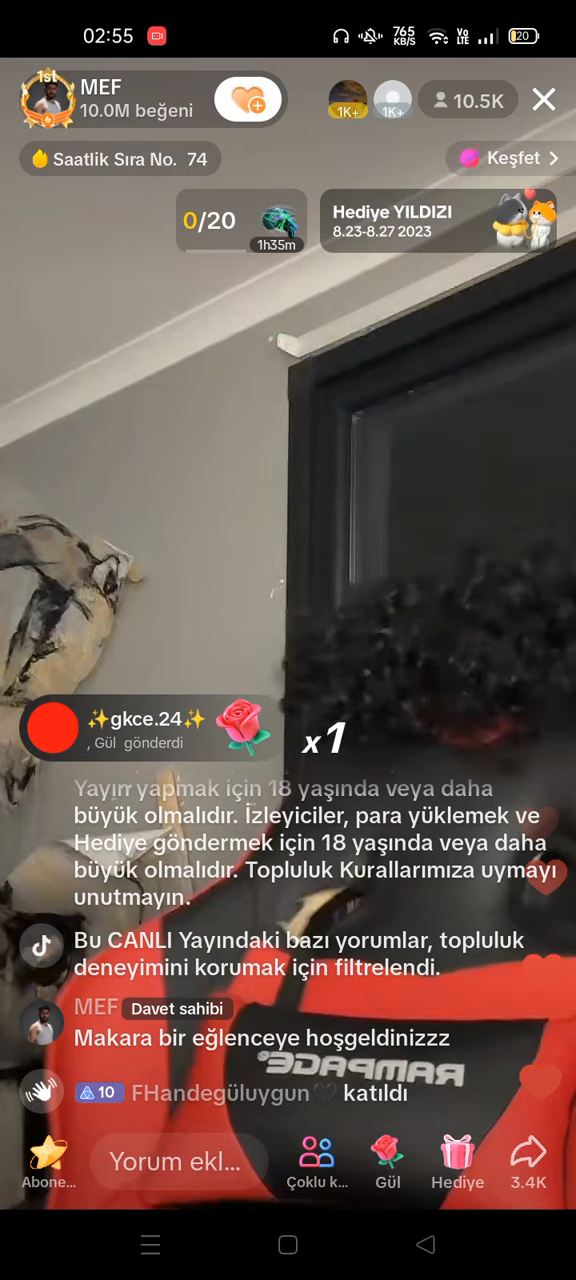 02:55
765
KB/S
Vo
LTE
20
1st
MEF
10.0M beğeni
1K+
1K+
10.5K
Saatlik Sıra No. 74
Keşfet
0/20
1h35m
Hediye YILDIZI
8.23-8.27 2023
✨gkce.24✨
, Gül gönderdi
x1
Yayın yapmak için 18 yaşında veya daha
büyük olmalıdır. İzleyiciler, para yüklemek ve
Hediye göndermek için 18 yaşında veya daha
büyük olmalıdır. Topluluk Kurallarımıza uymayı
unutmayın.
Bu CANLI Yayındaki bazı yorumlar, topluluk
deneyimini korumak için filtrelendi.
MEF Davet sahibi
Makara bir eğlenceye hoşgeldinizzz
RAMPAGE
10 FHandegüluygun🖤 katıldı
Abone...
Yorum ekl...
Çoklu k...
Gül
Hediye
3.4K